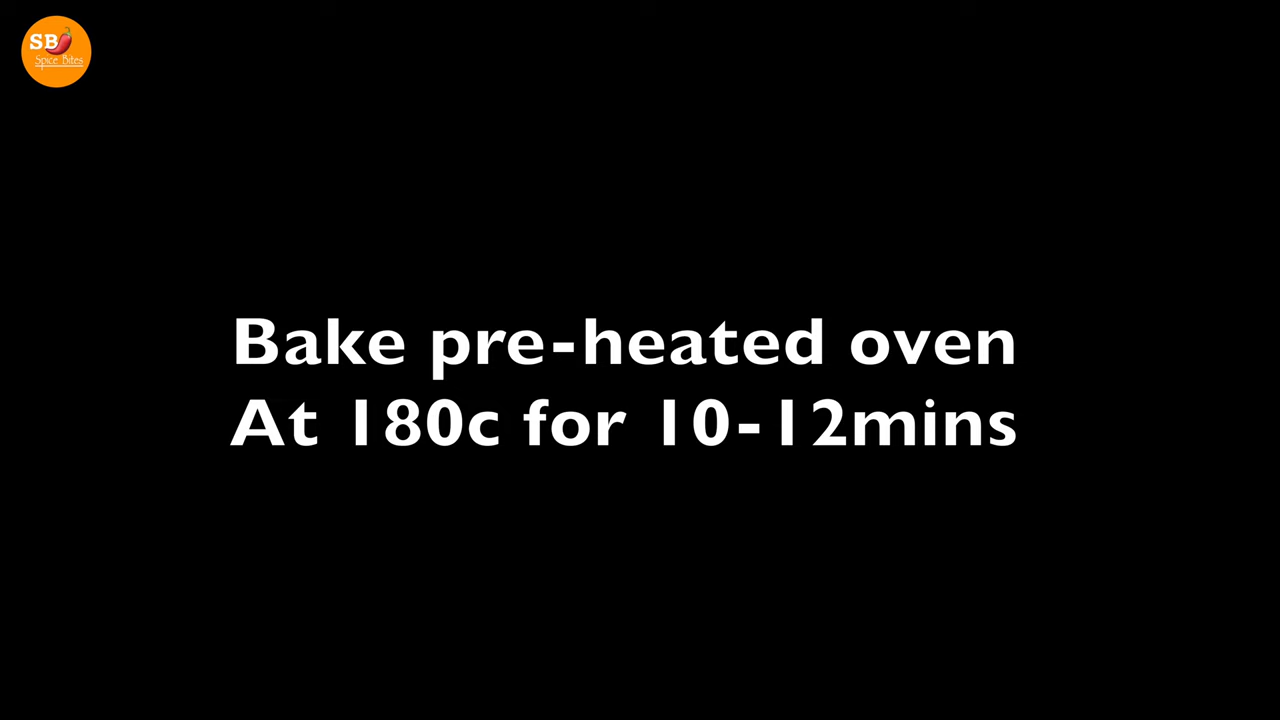 SB
Spice Bites
Bake pre-heated oven
At 180c for 10-12mins